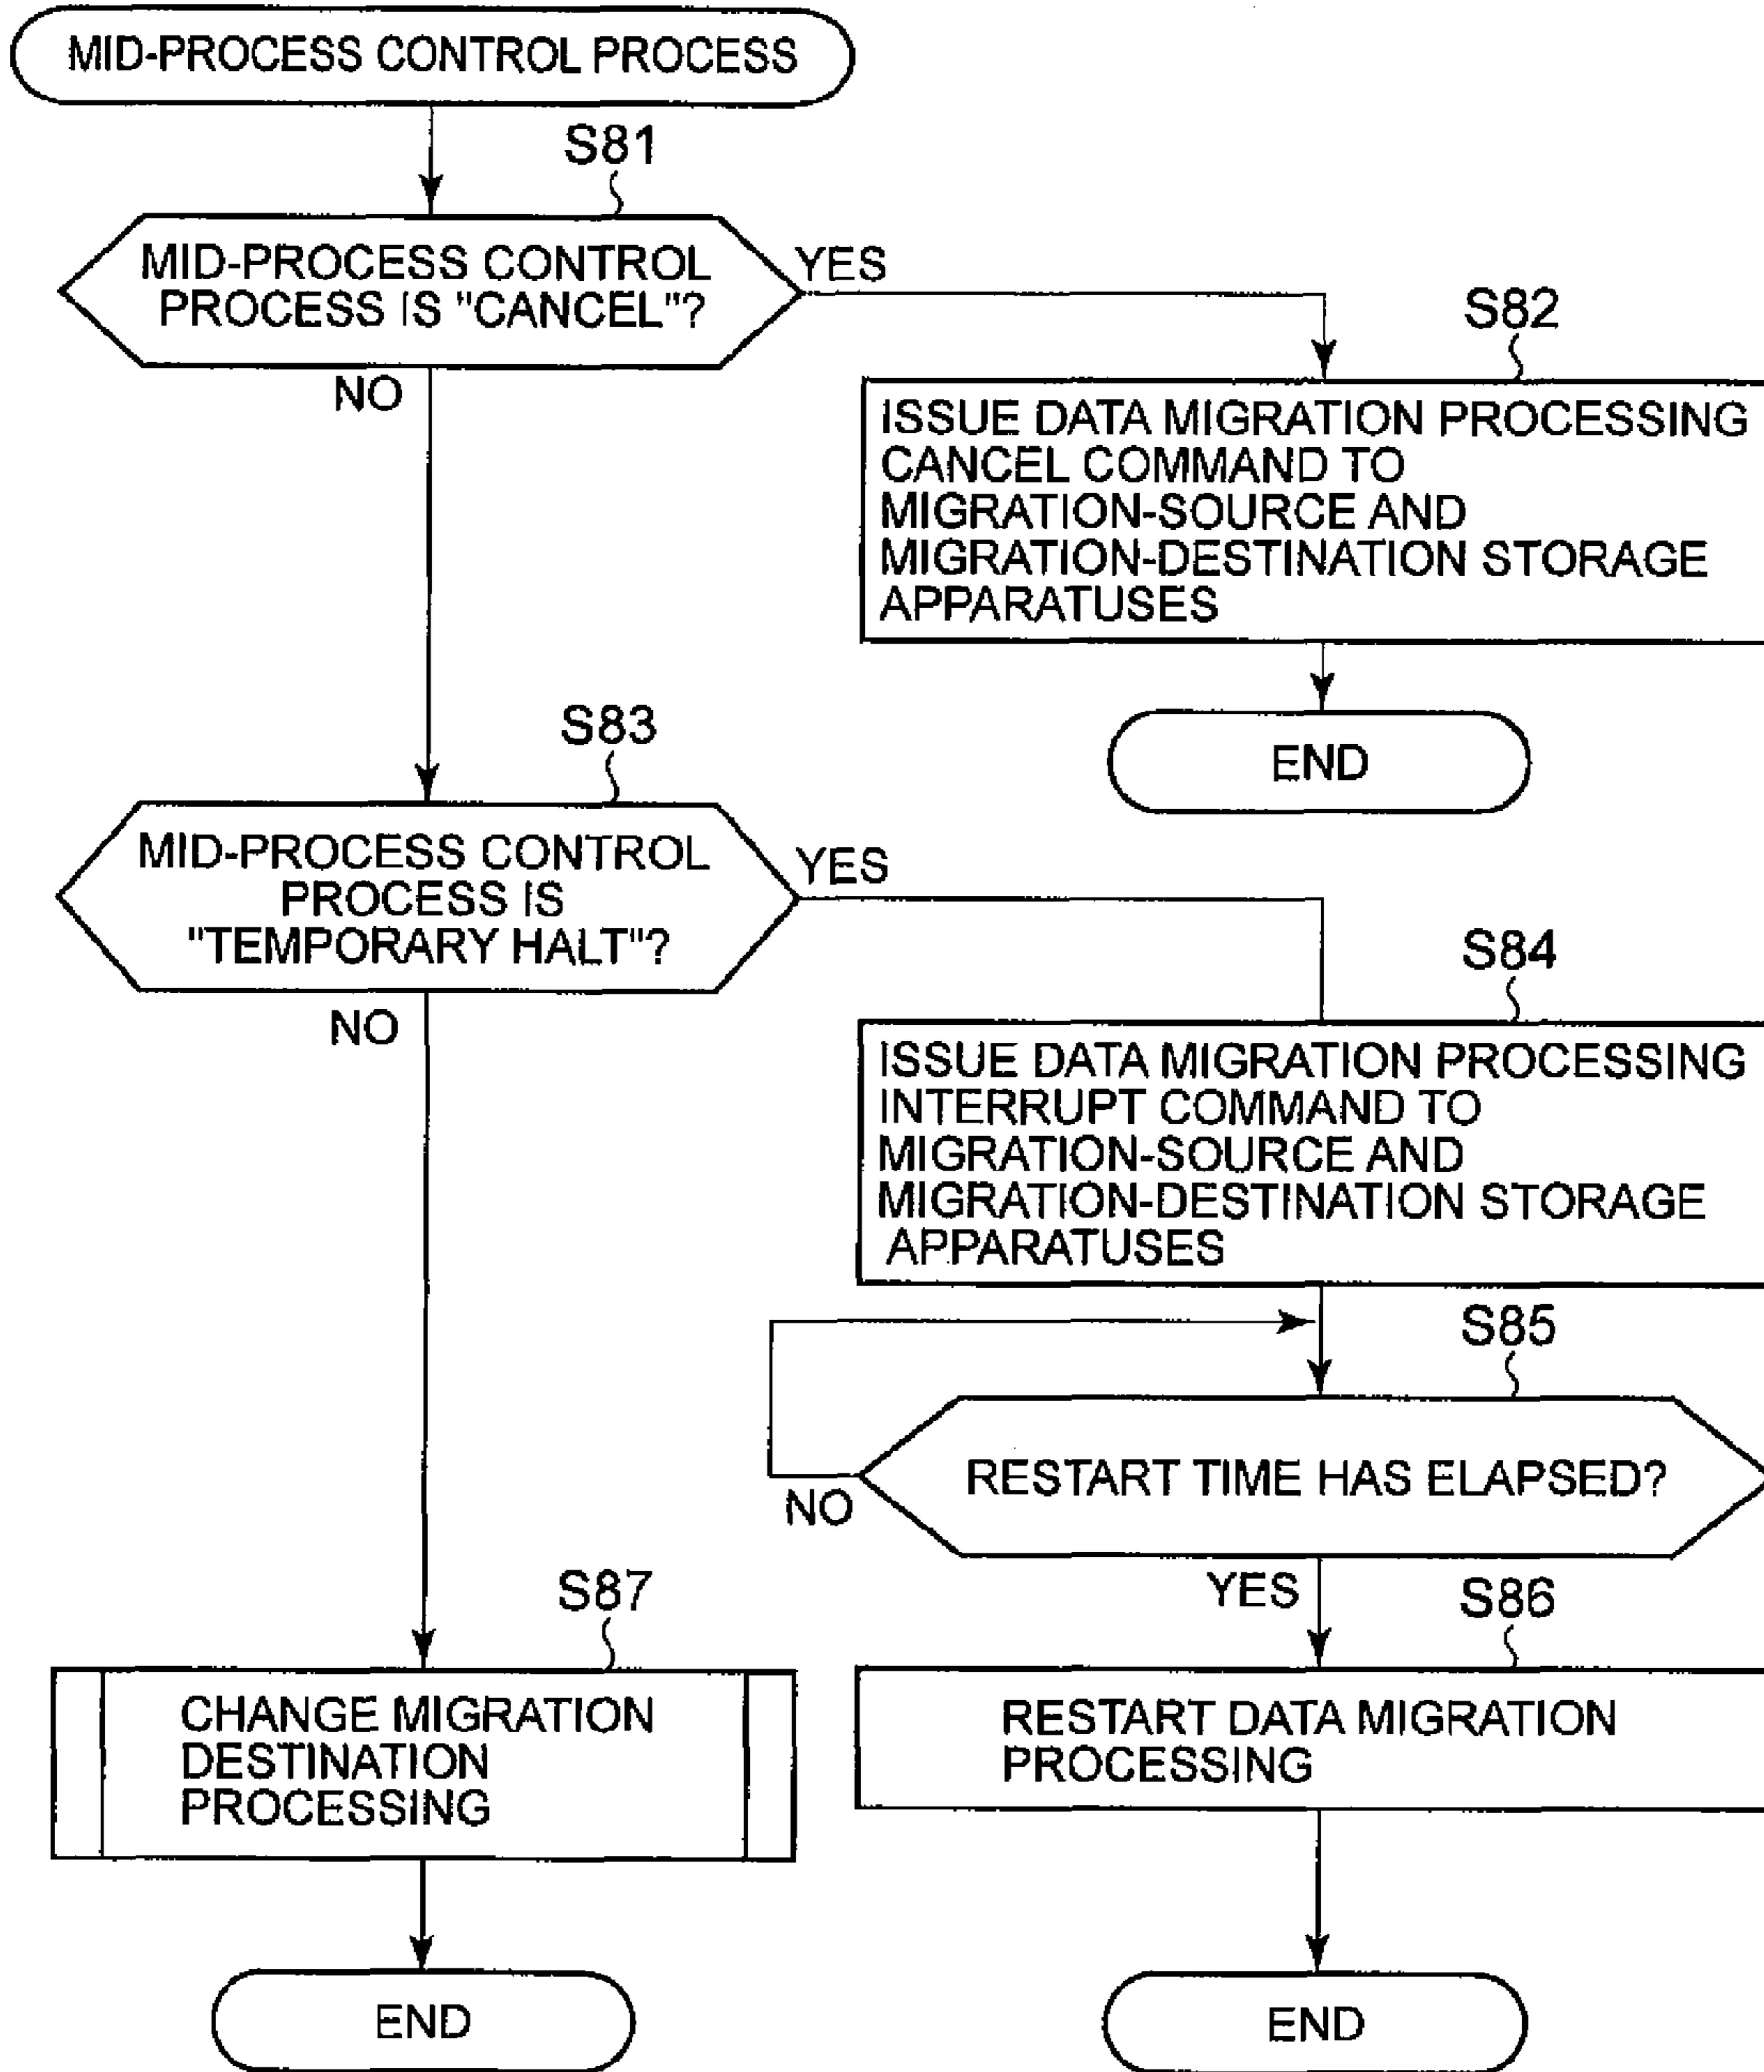 MID-PROCESS CONTROL PROCESS
S81
MID-PROCESS CONTROL
PROCESS IS "CANCEL"?
YES
NO
S82
ISSUE DATA MIGRATION PROCESSING
CANCEL COMMAND TO
MIGRATION-SOURCE AND
MIGRATION-DESTINATION STORAGE
APPARATUSES
END
S83
MID-PROCESS CONTROL
PROCESS IS
"TEMPORARY HALT"?
YES
NO
S84
ISSUE DATA MIGRATION PROCESSING
INTERRUPT COMMAND TO
MIGRATION-SOURCE AND
MIGRATION-DESTINATION STORAGE
APPARATUSES
S85
RESTART TIME HAS ELAPSED?
NO
YES
S86
RESTART DATA MIGRATION
PROCESSING
END
S87
CHANGE MIGRATION
DESTINATION
PROCESSING
END